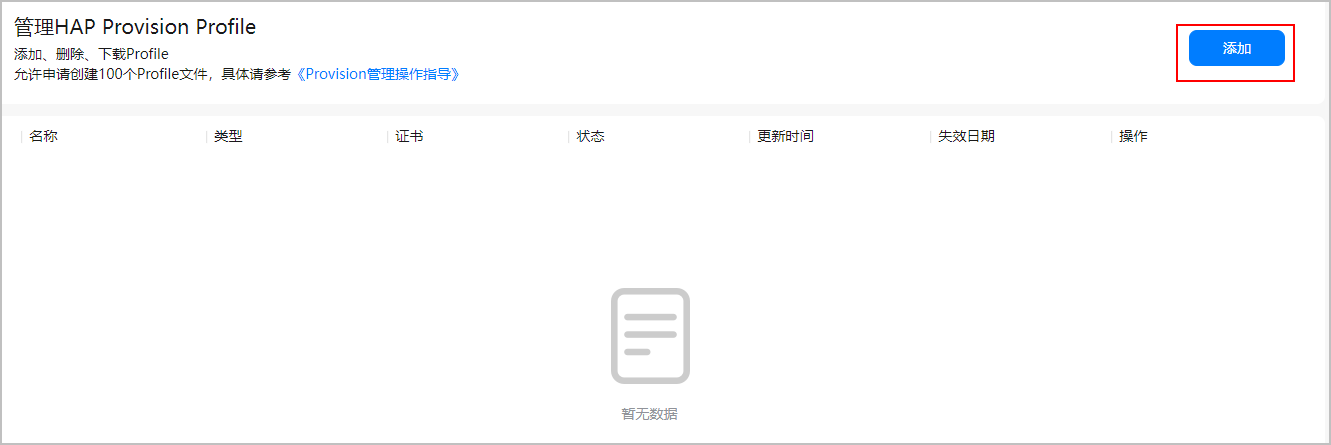 管理HAP Provision Profile
添加
添加、删除、下载Profile
允许申请创建100个Profile文件，具体请参考《Provision管理操作指导》
名称 类型 证书 状态 更新时间 失效日期 操作
暂无数据